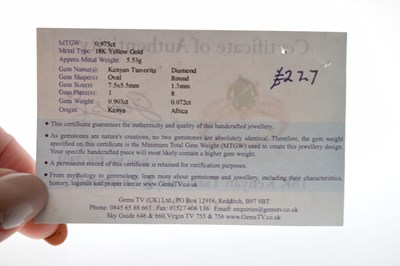 MTGW: 0.975ct
Metal Type: 18K Yellow Gold
Approx Metal Weight: 5.53g
Gem Name(s): Kenyan Tsavorite Diamond
Gem Shape(s): Oval Round
Gem Size(s): 7.5x5.5mm 1.3mm
Gem Pieces: 1 8
Gem Weight: 0.903ct 0.072ct
Origin: Kenya Africa
£227
• This certificate guarantees the authenticity and quality of this handcrafted jewellery.
• As gemstones are nature's creations, no two gemstones are absolutely identical. Therefore, the gem weight
specified on this certificate is the Minimum Total Gem Weight (MTGW) used to create this jewellery design.
Your specific handcrafted piece will most likely contain a higher gem weight.
• A permanent record of this certificate is retained for verification purposes.
• From mythology to gemmology, learn more about gemstones and jewellery, including their characteristics,
history, legends and proper care in www.GemsTV.co.uk
Gems TV (UK) Ltd., PO Box 12916, Redditch, B97 9BT
Phone: 0845 65 88 663 Fax: 01527 406 136 Email: enquiries@gemstv.co.uk
Sky Guide 646 & 660, Virgin TV 755 & 756 www.GemsTV.co.uk